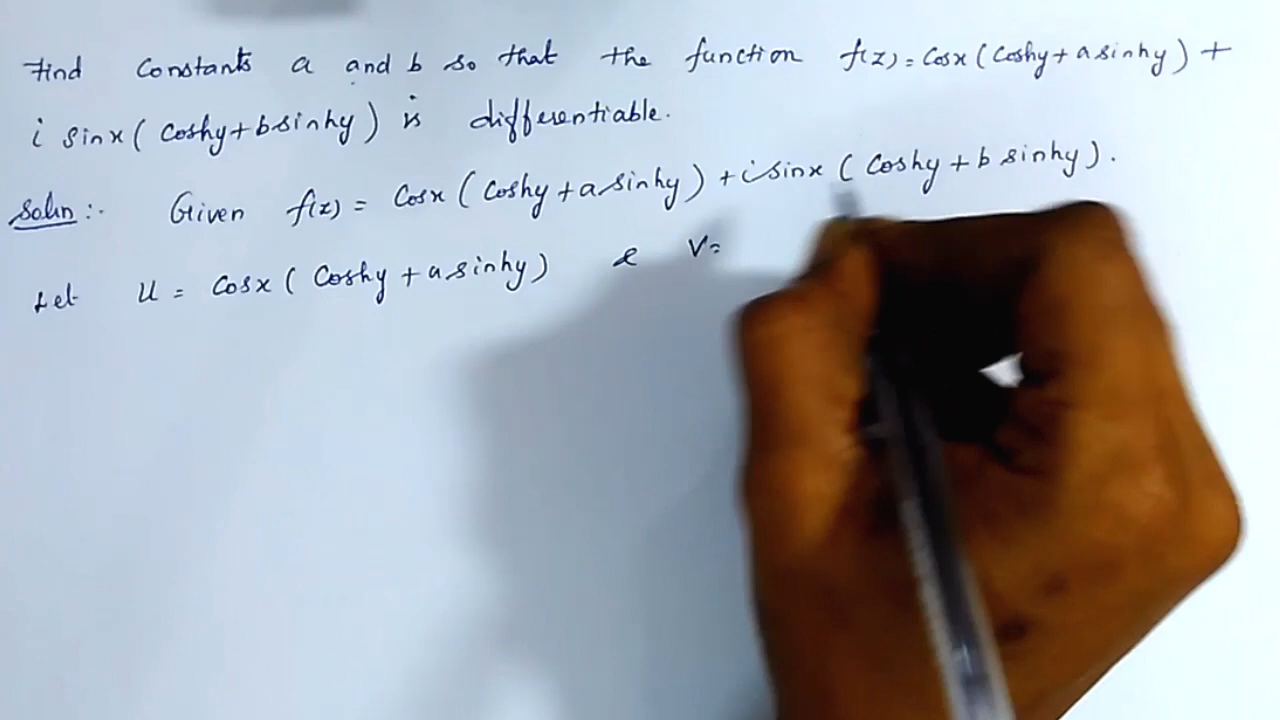 Find constants a and b so that the function f(z) = Cosx (Coshy + a sinhy) +
i sinx ( Coshy + b sinhy ) is differentiable.
Soln :- Given f(z) = Cosx ( Coshy + a sinhy ) + i sinx ( Coshy + b sinhy ) .
Let u = Cosx ( Coshy + a sinhy ) & V =